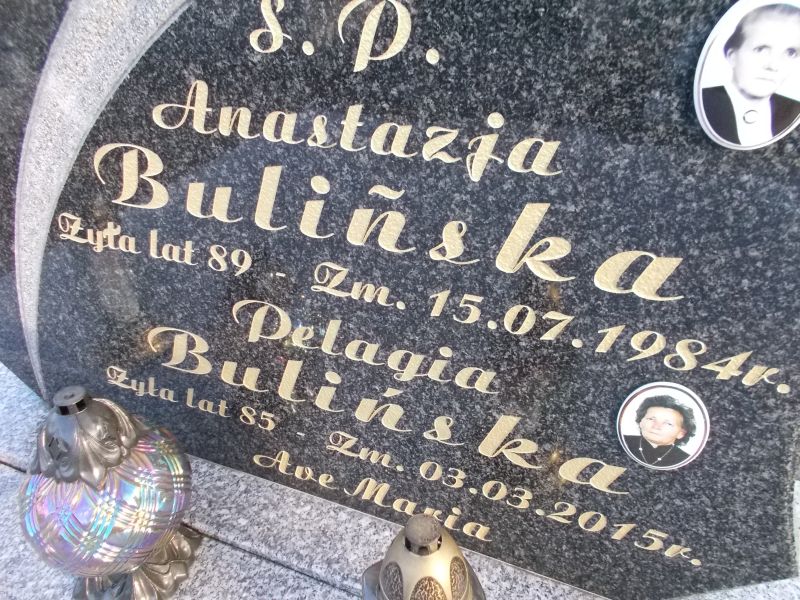 Ś. P.
Anastazja
Buliñska
Żyła lat 89 - Zm. 15.07.1984r.
Pelagia
Bulińska
Żyła lat 85 - Zm. 03.03.2015r.
Ave Maria